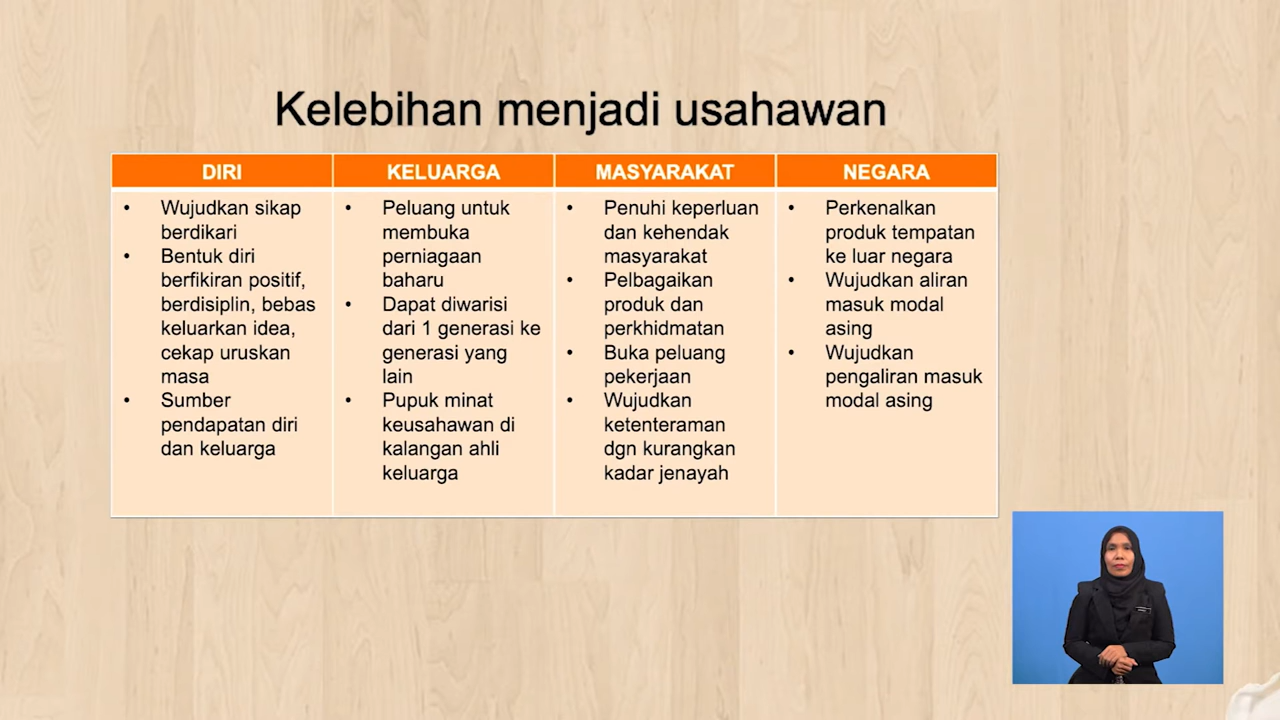 Kelebihan menjadi usahawan
DIRI
• Wujudkan sikap
berdikari
• Bentuk diri
berfikiran positif,
berdisiplin, bebas
keluarkan idea,
cekap uruskan
masa
• Sumber
pendapatan diri
dan keluarga
KELUARGA
• Peluang untuk
membuka
perniagaan
baharu
• Dapat diwarisi
dari 1 generasi ke
generasi yang
lain
• Pupuk minat
keusahawan di
kalangan ahli
keluarga
MASYARAKAT
• Penuhi keperluan
dan kehendak
masyarakat
• Pelbagaikan
produk dan
perkhidmatan
• Buka peluang
pekerjaan
• Wujudkan
ketenteraman
dgn kurangkan
kadar jenayah
NEGARA
• Perkenalkan
produk tempatan
ke luar negara
• Wujudkan aliran
masuk modal
asing
• Wujudkan
pengaliran masuk
modal asing